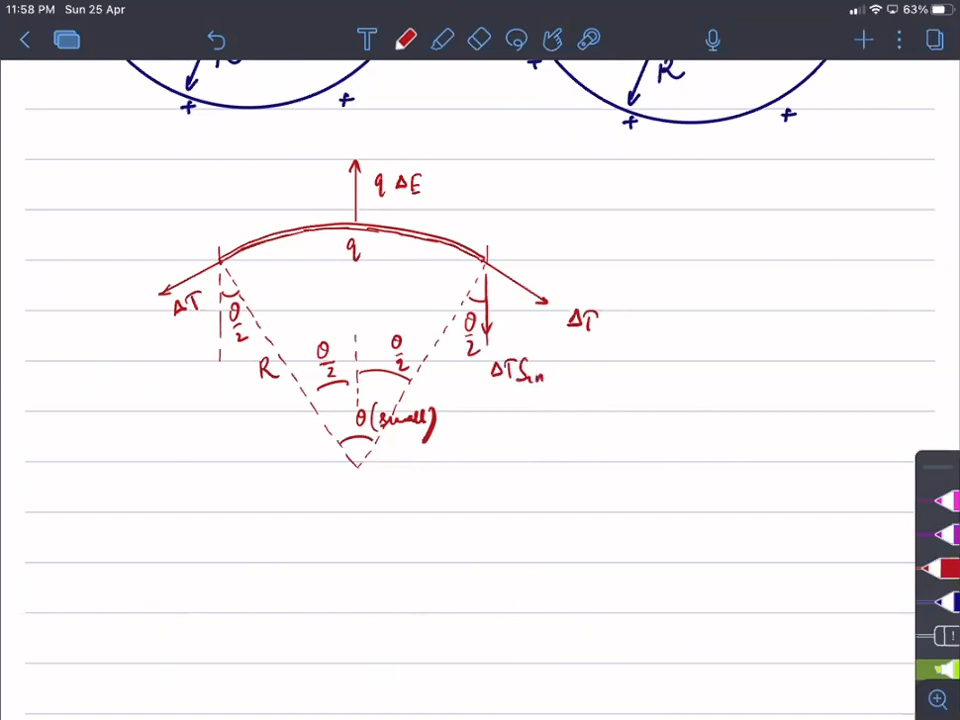 11:58 PM Sun 25 Apr 63%
T
R
R
+ + + + +
q ΔE
q
ΔT
θ/2
θ/2
ΔT
R
θ/2
θ/2
ΔT Sin
θ (small)